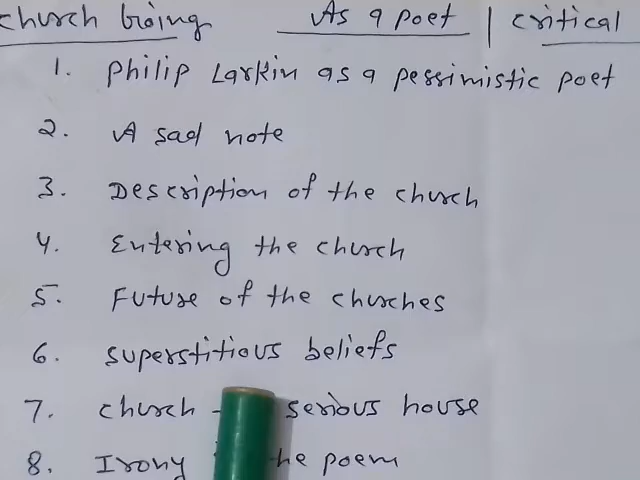 Church Going As a poet | Critical
1. Philip Larkin as a pessimistic poet
2. A sad note
3. Description of the church
4. Entering the church
5. Future of the churches
6. Superstitious beliefs
7. Church - serious house
8. Irony the poem